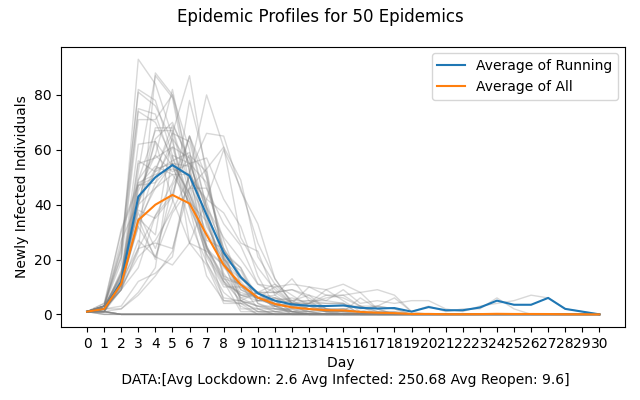 Epidemic Profiles for 50 Epidemics
Average of Running
Average of All
Newly Infected Individuals
80
60
40
20
0
0 1 2 3 4 5 6 7 8 9 10 11 12 13 14 15 16 17 18 19 20 21 22 23 24 25 26 27 28 29 30
Day
DATA:[Avg Lockdown: 2.6 Avg Infected: 250.68 Avg Reopen: 9.6]